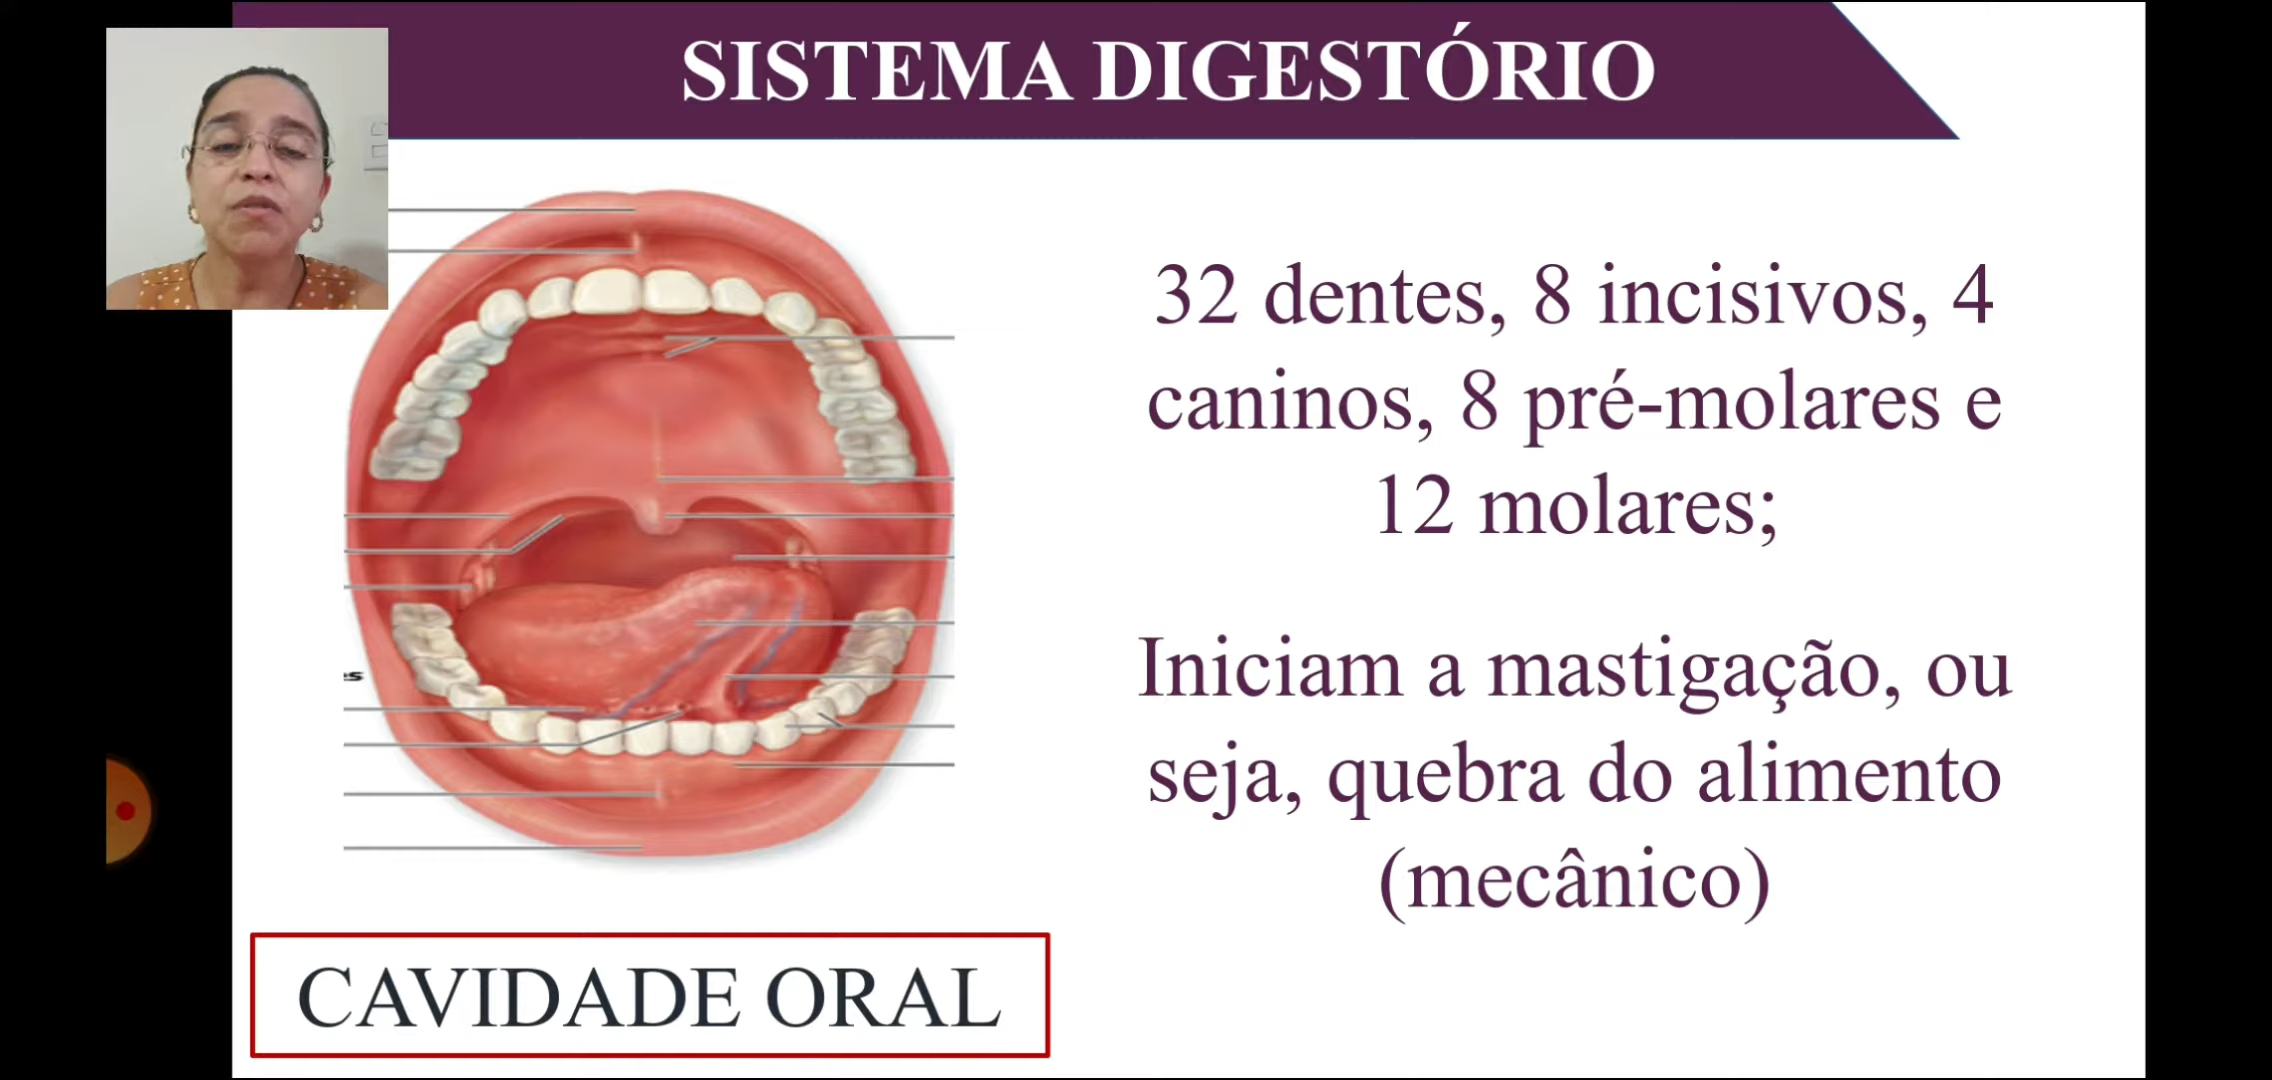 SISTEMA DIGESTÓRIO
32 dentes, 8 incisivos, 4
caninos, 8 pré-molares e
12 molares;
Iniciam a mastigação, ou
seja, quebra do alimento
(mecânico)
es
CAVIDADE ORAL